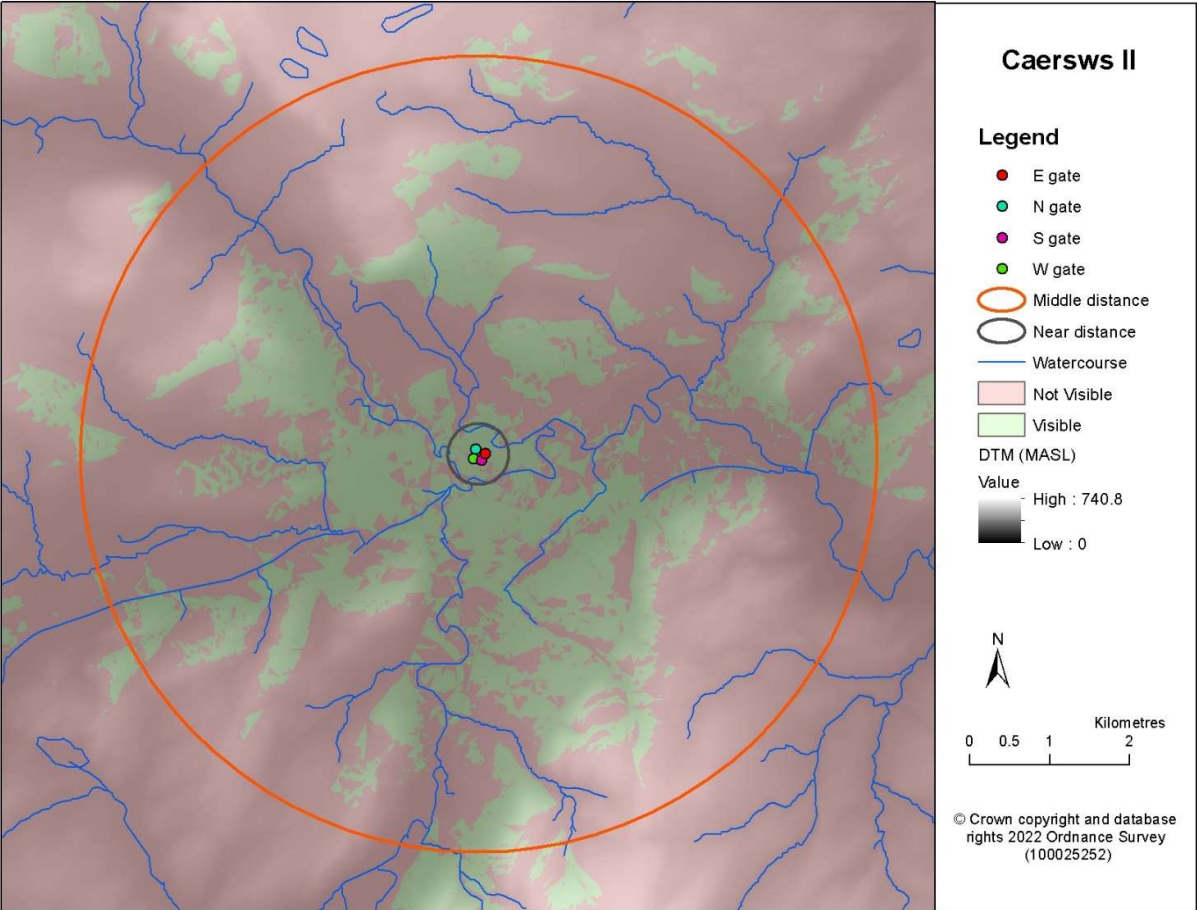 Caersws II
Legend
E gate
N gate
S gate
W gate
Middle distance
Near distance
Watercourse
Not Visible
Visible
DTM (MASL)
Value
High : 740.8
Low : 0
N
Kilometres
0 0.5 1 2
© Crown copyright and database
rights 2022 Ordnance Survey
(100025252)